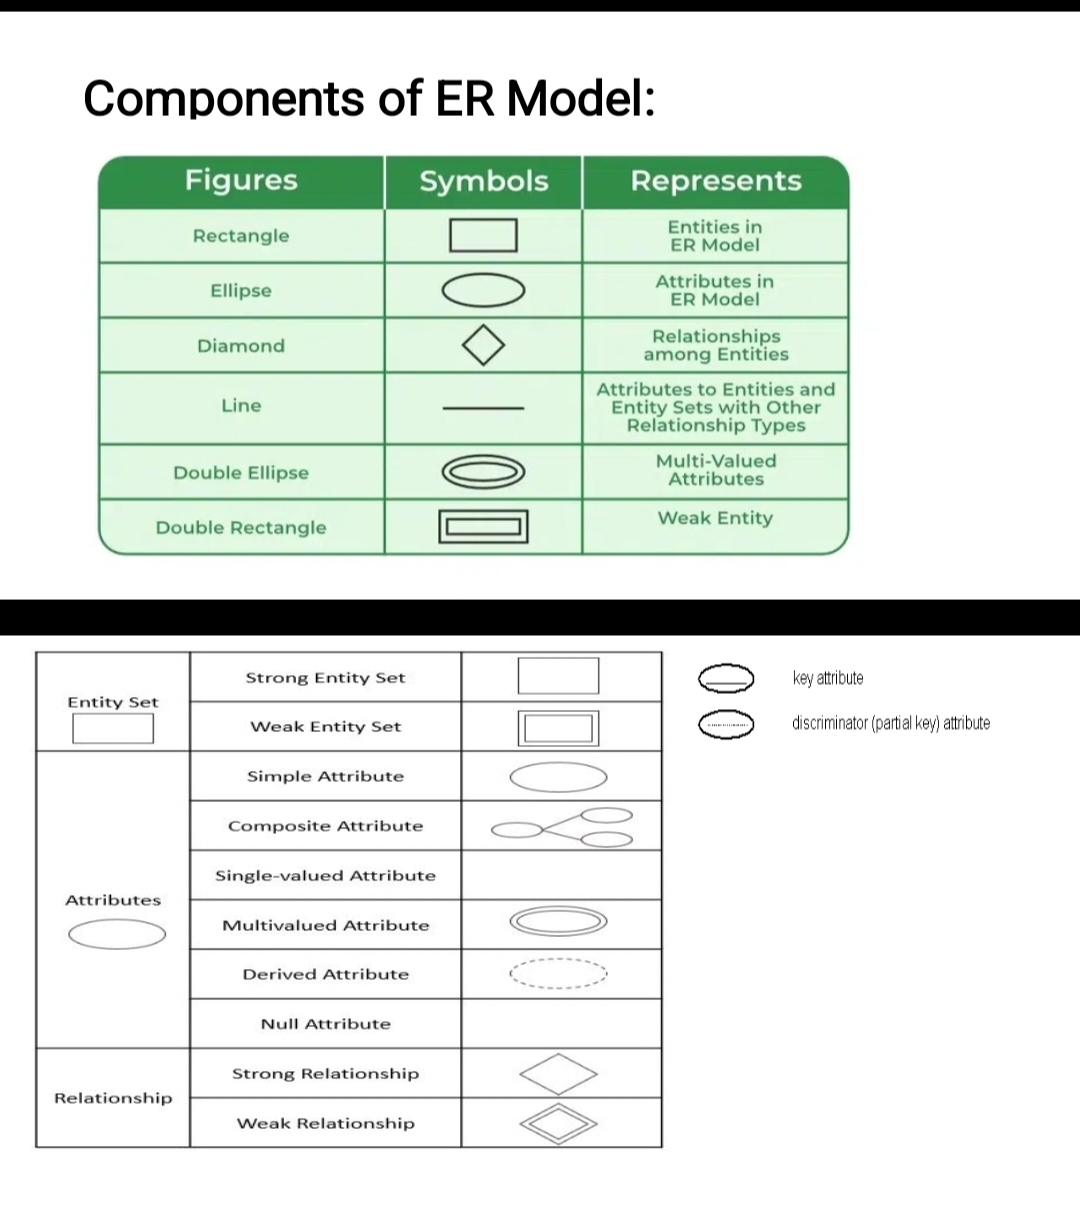 Components of ER Model:
Figures Symbols Represents
Rectangle Entities in
ER Model
Ellipse Attributes in
ER Model
Diamond Relationships
among Entities
Line Attributes to Entities and
Entity Sets with Other
Relationship Types
Double Ellipse Multi-Valued
Attributes
Double Rectangle Weak Entity
Entity Set
Strong Entity Set
Weak Entity Set
Attributes
Simple Attribute
Composite Attribute
Single-valued Attribute
Multivalued Attribute
Derived Attribute
Null Attribute
Relationship
Strong Relationship
Weak Relationship
key attribute
discriminator (partial key) attribute